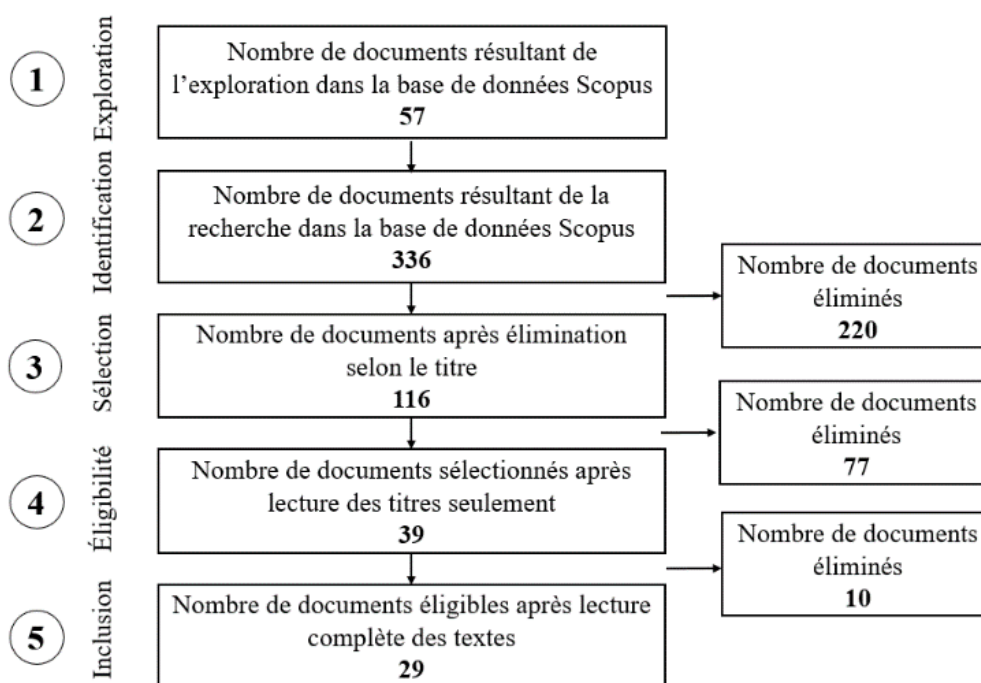 1
Exploration
Nombre de documents résultant de
l'exploration dans la base de données Scopus
57
2
Identification
Nombre de documents résultant de la
recherche dans la base de données Scopus
336
Nombre de documents
éliminés
220
3
Sélection
Nombre de documents après élimination
selon le titre
116
Nombre de documents
éliminés
77
4
Éligibilité
Nombre de documents sélectionnés après
lecture des titres seulement
39
Nombre de documents
éliminés
10
5
Inclusion
Nombre de documents éligibles après lecture
complète des textes
29